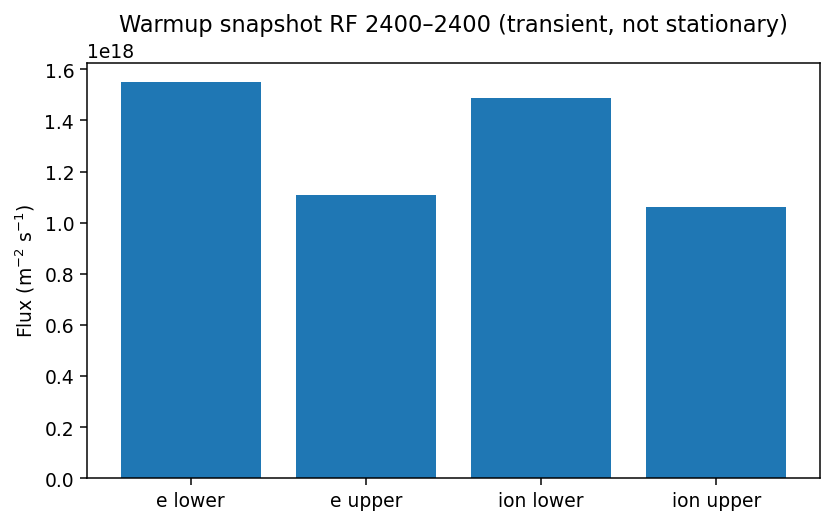 Warmup snapshot RF 2400–2400 (transient, not stationary)
1e18
1.6
1.4
1.2
1.0
0.8
0.6
0.4
0.2
0.0
Flux (m⁻² s⁻¹)
e lower
e upper
ion lower
ion upper